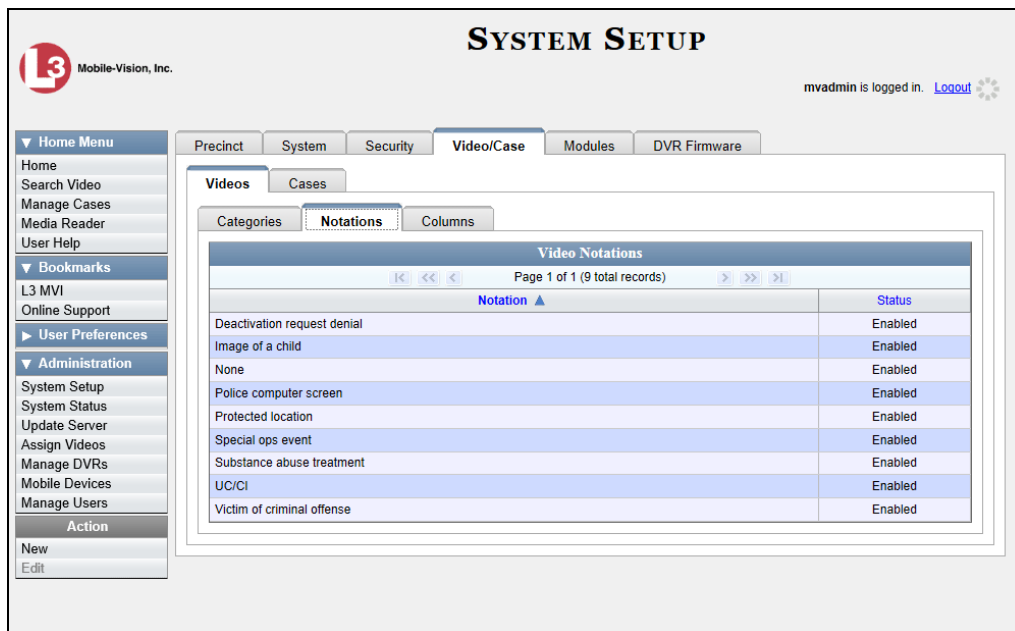 SYSTEM SETUP
L3
Mobile-Vision, Inc.
mvadmin is logged in. Logout
▼ Home Menu
Home
Search Video
Manage Cases
Media Reader
User Help
▼ Bookmarks
L3 MVI
Online Support
▶ User Preferences
▼ Administration
System Setup
System Status
Update Server
Assign Videos
Manage DVRs
Mobile Devices
Manage Users
Action
New
Edit
Precinct System Security Video/Case Modules DVR Firmware
Videos Cases
Categories Notations Columns
Video Notations
|< << < Page 1 of 1 (9 total records) > >> >|
Notation ▲ Status
Deactivation request denial Enabled
Image of a child Enabled
None Enabled
Police computer screen Enabled
Protected location Enabled
Special ops event Enabled
Substance abuse treatment Enabled
UC/CI Enabled
Victim of criminal offense Enabled